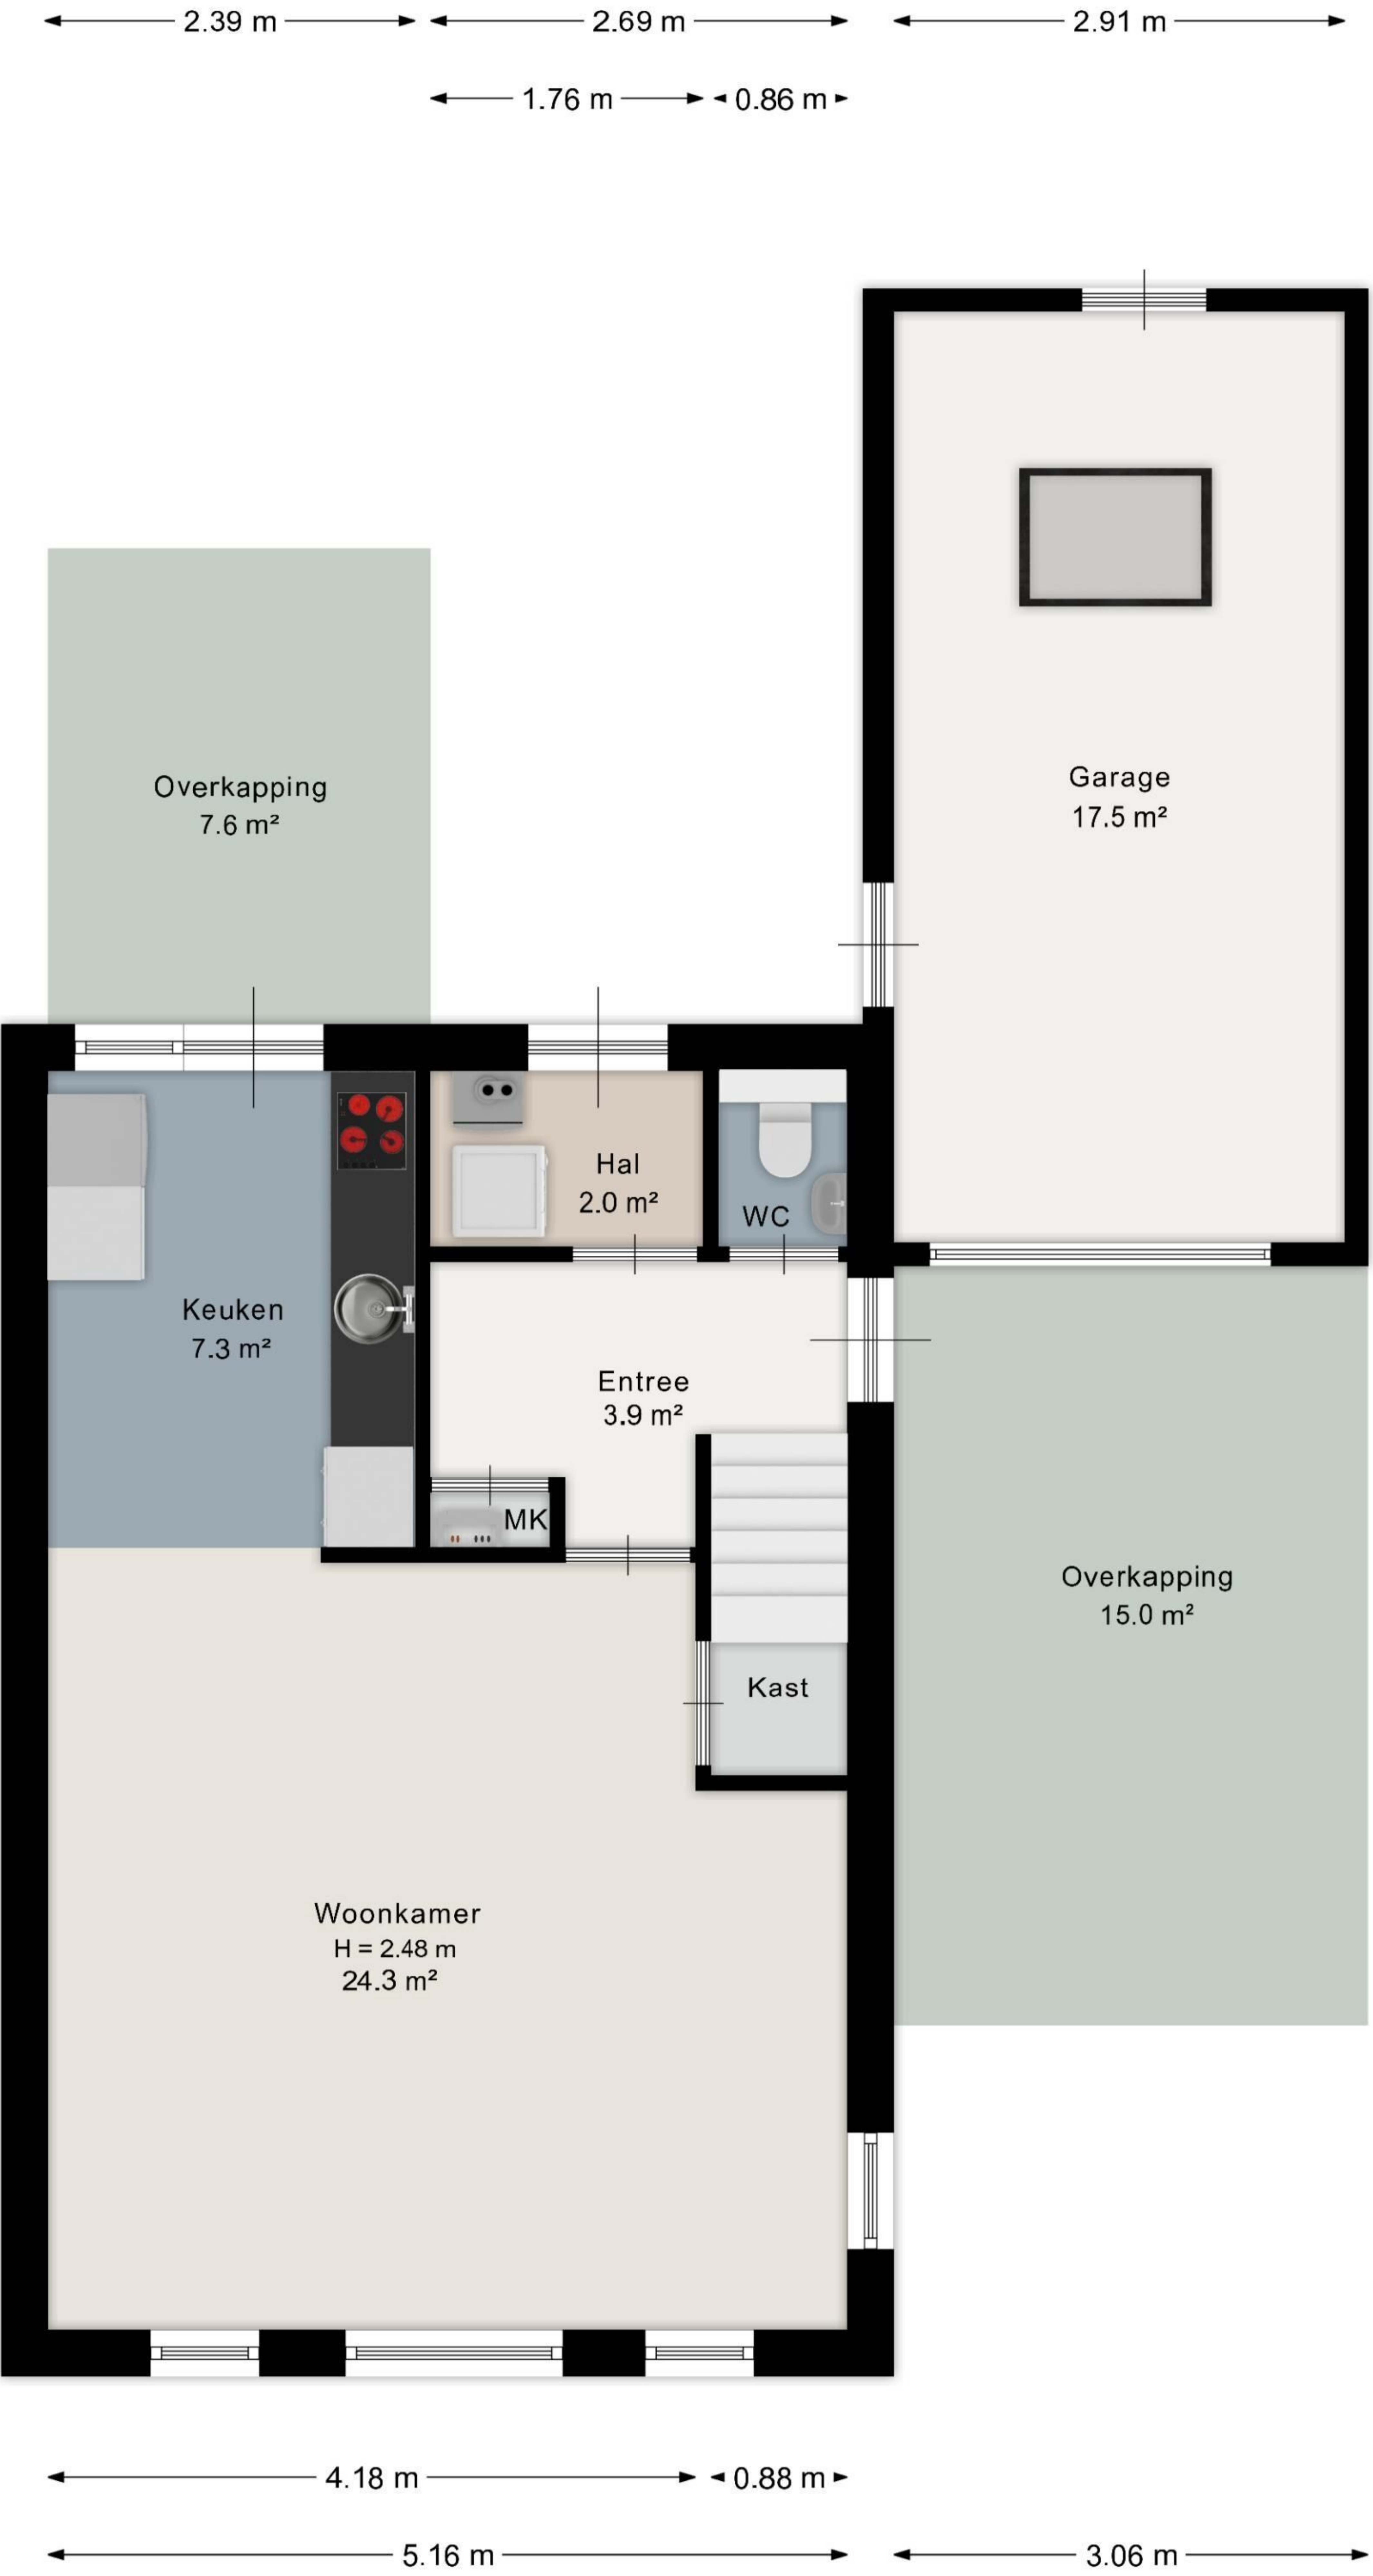 2.39 m
2.69 m
2.91 m
1.76 m
0.86 m
Overkapping
7.6 m²
Garage
17.5 m²
Hal
2.0 m²
WC
Keuken
7.3 m²
Entree
3.9 m²
MK
Overkapping
15.0 m²
Kast
Woonkamer
H = 2.48 m
24.3 m²
4.18 m
0.88 m
5.16 m
3.06 m